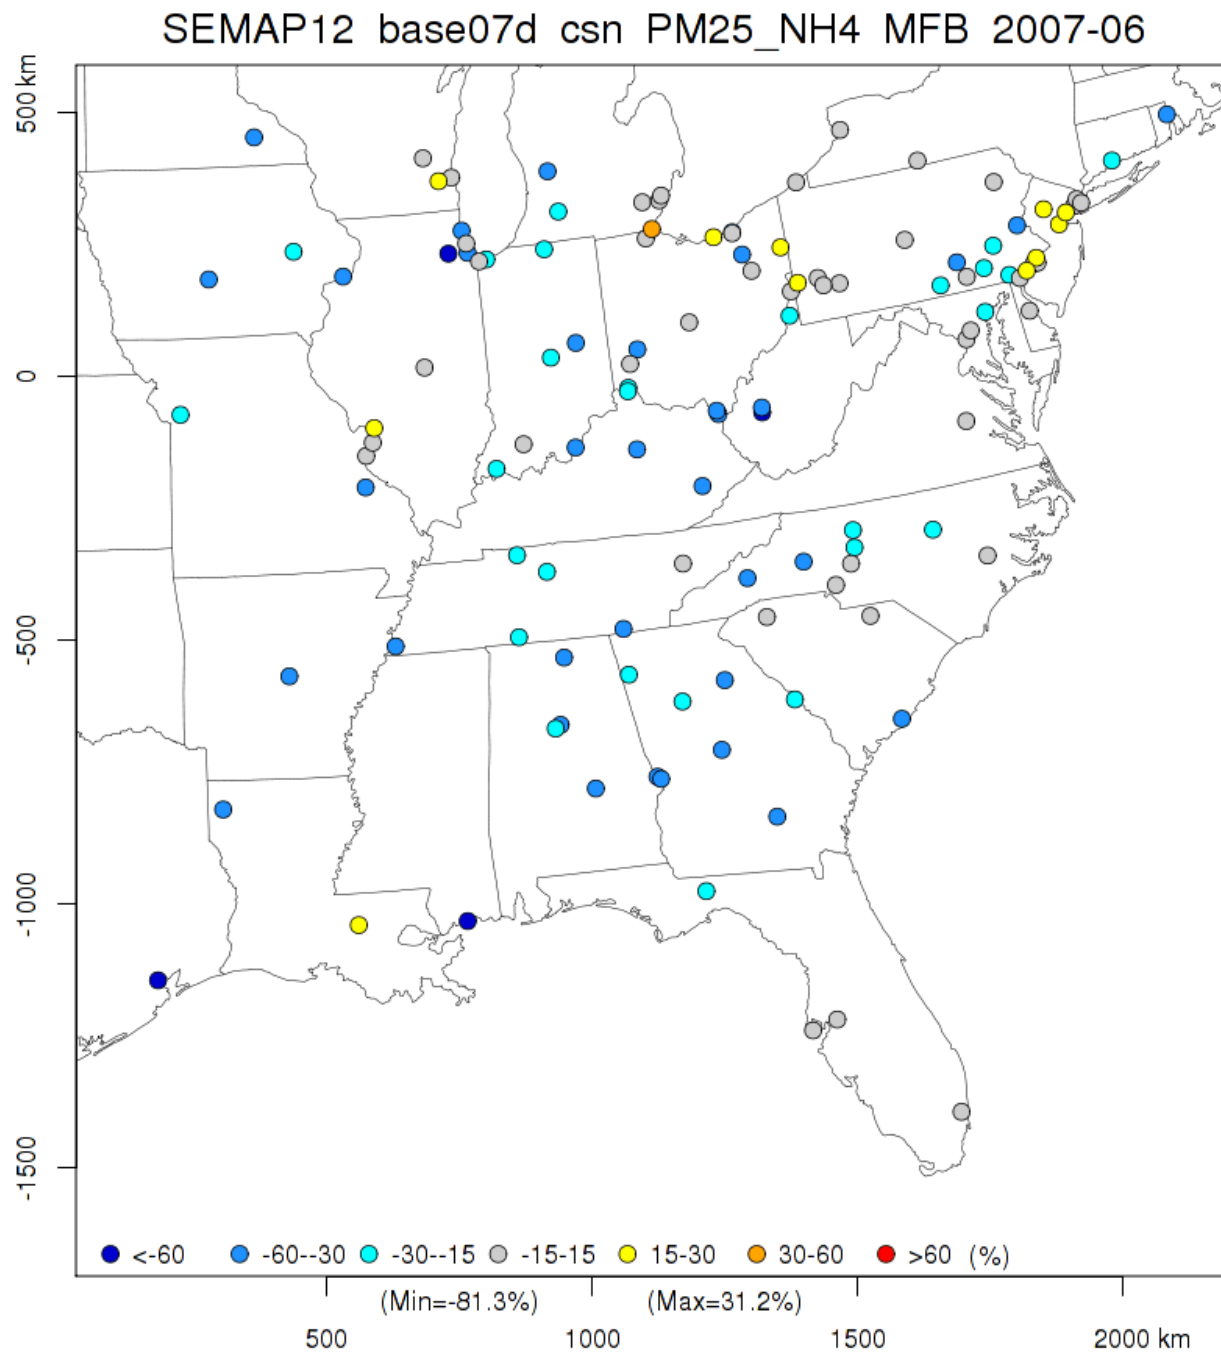 SEMAP12 base07d csn PM25_NH4 MFB 2007-06
500 km
0
-500
-1000
-1500
<-60 -60--30 -30--15 -15-15 15-30 30-60 >60 (%)
(Min=-81.3%) (Max=31.2%)
500 1000 1500 2000 km